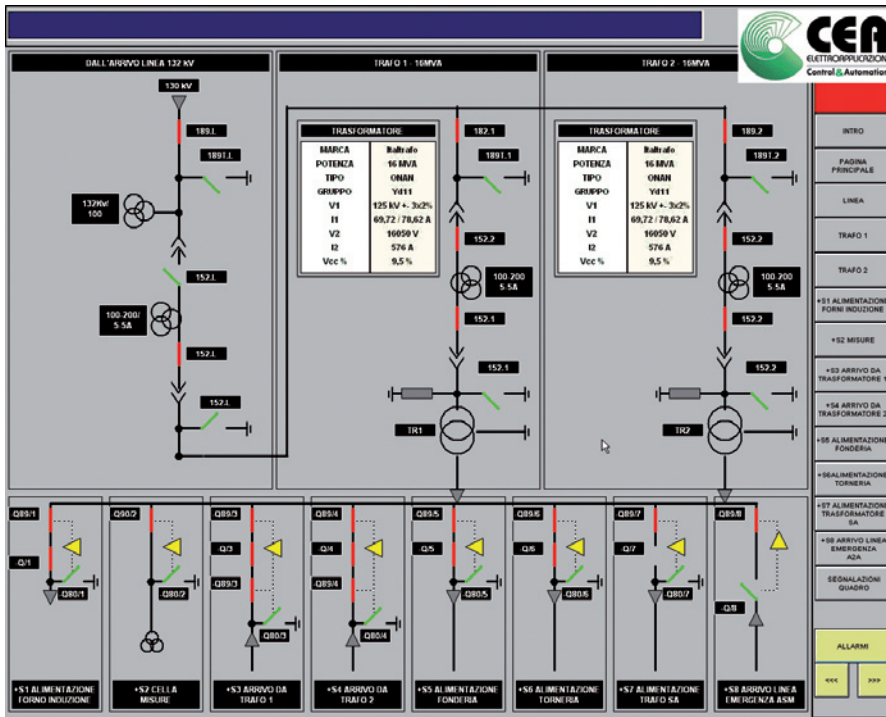 CEA
ELETTROAPPLICAZIONI
Control & Automation
DALL'ARRIVO LINEA 132 kV
TRAFO 1 - 16MVA
TRAFO 2 - 16MVA
130 kV
189.L
189T.L
132Kv/
100
152.L
100-200/
5-5A
152.L
152.L
TRASFORMATORE
MARCA Italtrafo
POTENZA 16 MVA
TIPO ONAN
GRUPPO Yd11
V1 125 kV +- 3x2%
I1 69,72 / 78,62 A
V2 16050 V
I2 576 A
Vcc % 9,5 %
182.1
189T.1
152.2
100-200
5-5A
152.1
152.1
TR1
TRASFORMATORE
MARCA Italtrafo
POTENZA 16 MVA
TIPO ONAN
GRUPPO Yd11
V1 125 kV +- 3x2%
I1 69,72 / 78,62 A
V2 16050 V
I2 576 A
Vcc % 9,5 %
189.2
189T.2
152.2
100-200
5-5A
152.2
152.2
TR2
INTRO
PAGINA
PRINCIPALE
LINEA
TRAFO 1
TRAFO 2
+S1 ALIMENTAZIONE
FORNI INDUZIONE
+S2 MISURE
+S3 ARRIVO DA
TRASFORMATORE 1
+S4 ARRIVO DA
TRASFORMATORE 2
+S5 ALIMENTAZIONE
FONDERIA
+S6ALIMENTAZIONE
TORNERIA
+S7 ALIMENTAZIONE
TRASFORMATORE
SA
ARRIVO LINEA
EMERGENZA
A2A
SEGNALAZIONI
QUADRO
ALLARMI
<<<
>>>
Q89/1
-Q/1
-Q80/1
+S1 ALIMENTAZIONE
FORNO INDUZIONE
Q90/2
-Q80/2
+S2 CELLA
MISURE
Q89/3
-Q/3
Q89/3
Q80/3
+S3 ARRIVO DA
TRAFO 1
Q89/4
-Q/4
Q89/4
Q80/4
+S4 ARRIVO DA
TRAFO 2
Q89/5
-Q/5
-Q80/5
+S5 ALIMENTAZIONE
FONDERIA
Q89/6
-Q/6
-Q80/6
+S6 ALIMENTAZIONE
TORNERIA
Q89/7
-Q/7
-Q80/7
+S7 ALIMENTAZIONE
TRAFO SA
Q89/8
-Q/8
+S8 ARRIVO LINEA
EMERGENZA ASM